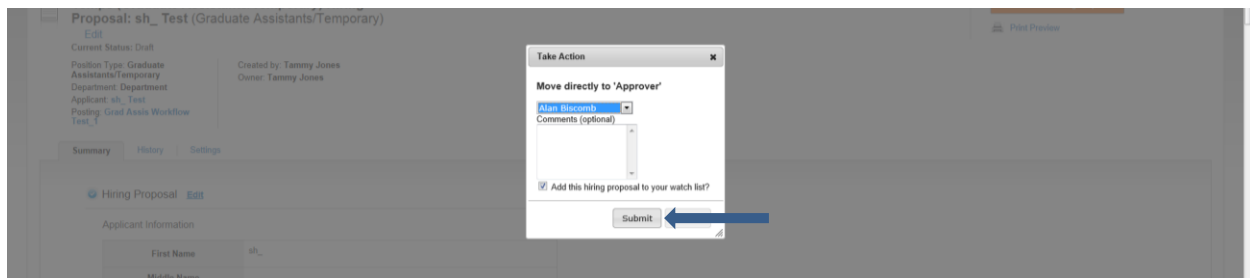 Proposal: sh_ Test (Graduate Assistants/Temporary)
Edit
Current Status: Draft
Position Type: Graduate
Assistants/Temporary
Department: Department
Applicant: sh_ Test
Posting: Grad Assis Workflow
Test_1
Created by: Tammy Jones
Owner: Tammy Jones
Print Preview
Summary History Settings
Hiring Proposal Edit
Applicant Information
First Name sh_
Middle Name
Take Action
Move directly to 'Approver'
Alan Biscomb
Comments (optional)
Add this hiring proposal to your watch list?
Submit